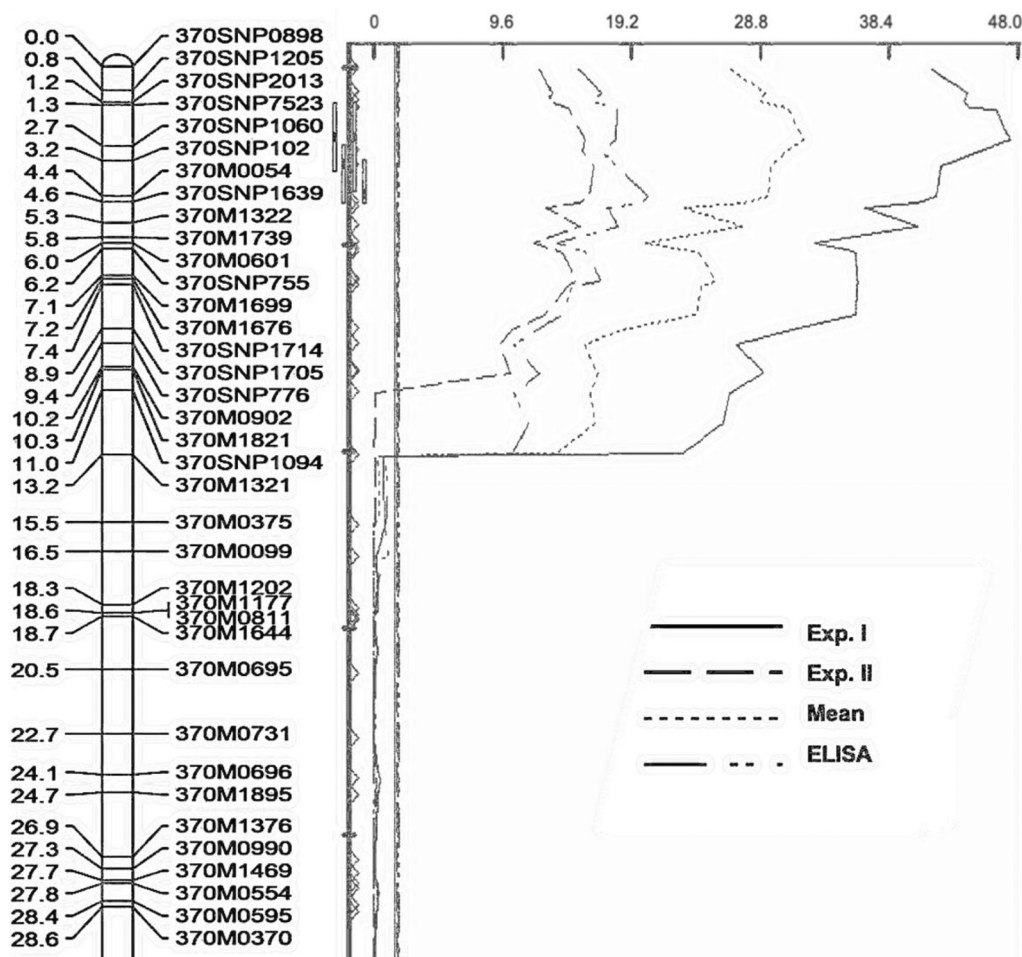 0 9.6 19.2 28.8 38.4 48.0
0.0 370SNP0898
0.8 370SNP1205
1.2 370SNP2013
1.3 370SNP7523
2.7 370SNP1060
3.2 370SNP102
4.4 370M0054
4.6 370SNP1639
5.3 370M1322
5.8 370M1739
6.0 370M0601
6.2 370SNP755
7.1 370M1699
7.2 370M1676
7.4 370SNP1714
8.9 370SNP1705
9.4 370SNP776
10.2 370M0902
10.3 370M1821
11.0 370SNP1094
13.2 370M1321
15.5 370M0375
16.5 370M0099
18.3 370M1202
370M1177
18.6 370M0811
18.7 370M1644
20.5 370M0695
22.7 370M0731
24.1 370M0696
24.7 370M1895
26.9 370M1376
27.3 370M0990
27.7 370M1469
27.8 370M0554
28.4 370M0595
28.6 370M0370
Exp. I
Exp. II
Mean
ELISA